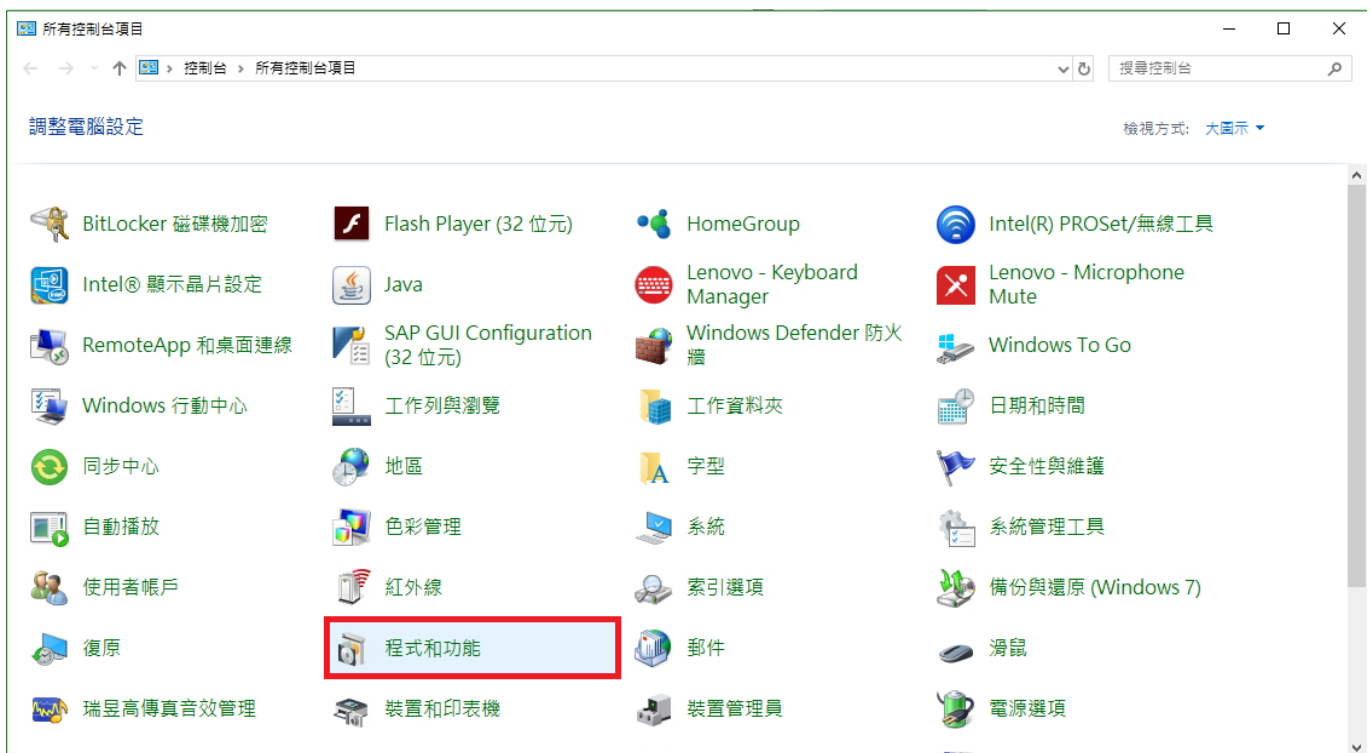 所有控制台項目
控制台 › 所有控制台項目
搜尋控制台
調整電腦設定
檢視方式: 大圖示
BitLocker 磁碟機加密
Flash Player (32 位元)
HomeGroup
Intel(R) PROSet/無線工具
Intel® 顯示晶片設定
Java
Lenovo - Keyboard
Manager
Lenovo - Microphone
Mute
RemoteApp 和桌面連線
SAP GUI Configuration
(32 位元)
Windows Defender 防火
牆
Windows To Go
Windows 行動中心
工作列與瀏覽
工作資料夾
日期和時間
同步中心
地區
字型
安全性與維護
自動播放
色彩管理
系統
系統管理工具
使用者帳戶
紅外線
索引選項
備份與還原 (Windows 7)
復原
程式和功能
郵件
滑鼠
瑞昱高傳真音效管理
裝置和印表機
裝置管理員
電源選項